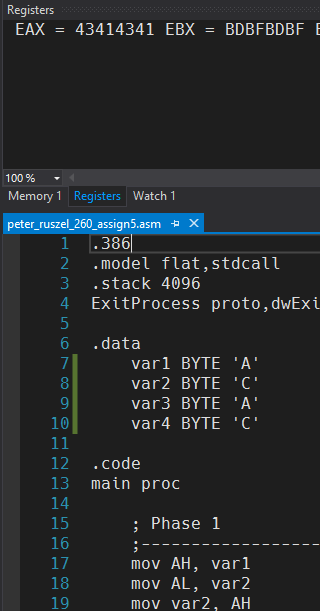 Registers
EAX = 43414341 EBX = BDBFBDBF E
100 %
Memory 1 Registers Watch 1
peter_ruszel_260_assign5.asm
1 .386
2 .model flat,stdcall
3 .stack 4096
4 ExitProcess proto,dwExi
5
6 .data
7 var1 BYTE 'A'
8 var2 BYTE 'C'
9 var3 BYTE 'A'
10 var4 BYTE 'C'
11
12 .code
13 main proc
14
15 ; Phase 1
16 ;-------------------
17 mov AH, var1
18 mov AL, var2
19 mov var2, AH